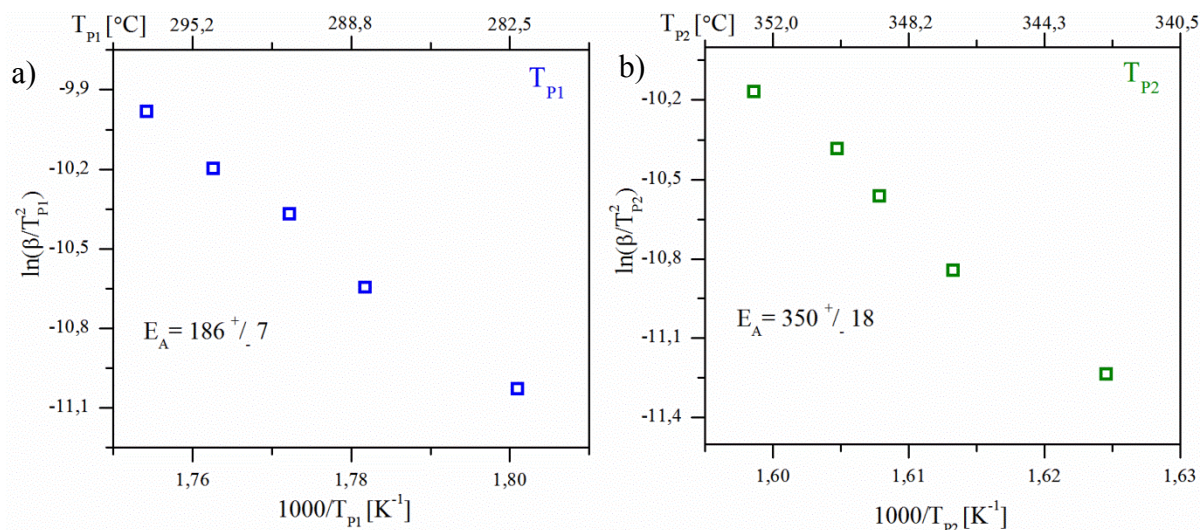 a)
T_P1 [°C]
295,2 288,8 282,5
T_P1
ln(β/T²_P1)
-9,9
-10,2
-10,5
-10,8
-11,1
E_A= 186 ⁺/₋ 7
1,76 1,78 1,80
1000/T_P1 [K⁻¹]
b)
T_P2 [°C]
352,0 348,2 344,3 340,5
T_P2
ln(β/T²_P2)
-10,2
-10,5
-10,8
-11,1
-11,4
E_A= 350 ⁺/₋ 18
1,60 1,61 1,62 1,63
1000/T_P2 [K⁻¹]